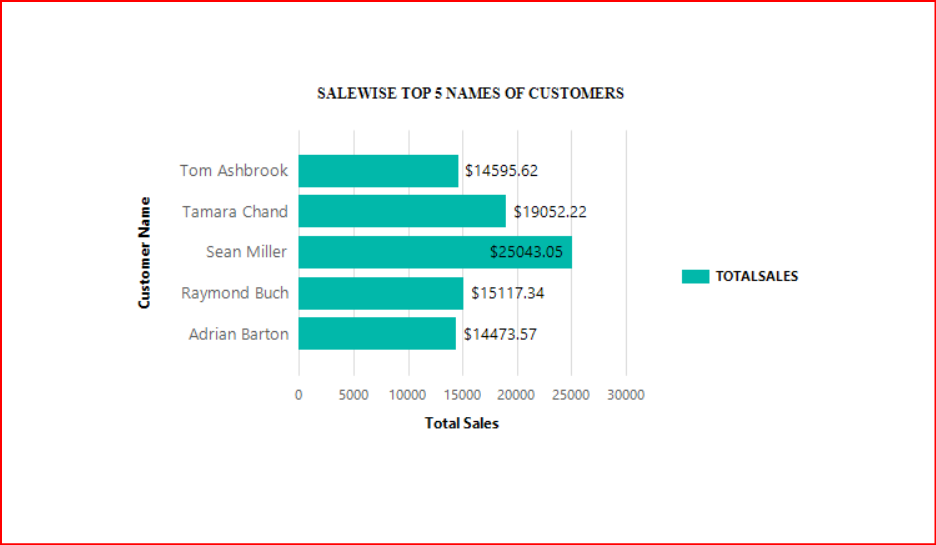 SALEWISE TOP 5 NAMES OF CUSTOMERS
Customer Name
Tom Ashbrook $14595.62
Tamara Chand $19052.22
Sean Miller $25043.05
Raymond Buch $15117.34
Adrian Barton $14473.57
TOTALSALES
0 5000 10000 15000 20000 25000 30000
Total Sales